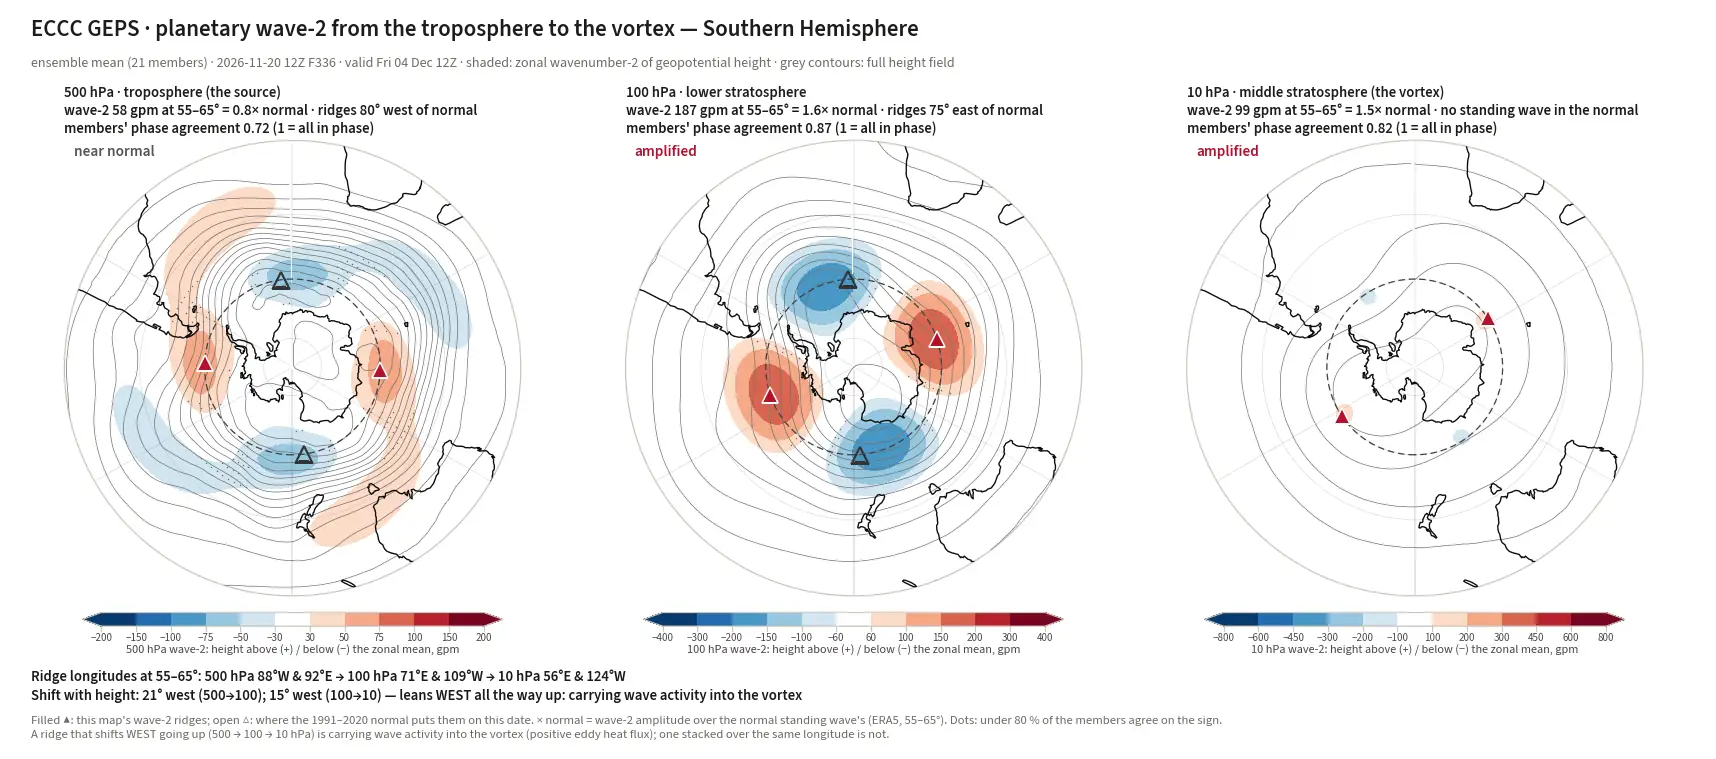 ECCC GEPS · planetary wave-2 from the troposphere to the vortex — Southern Hemisphere
ensemble mean (21 members) · 2026-11-20 12Z F336 · valid Fri 04 Dec 12Z · shaded: zonal wavenumber-2 of geopotential height · grey contours: full height field
500 hPa · troposphere (the source)
wave-2 58 gpm at 55–65° = 0.8× normal · ridges 80° west of normal
members' phase agreement 0.72 (1 = all in phase)
near normal
100 hPa · lower stratosphere
wave-2 187 gpm at 55–65° = 1.6× normal · ridges 75° east of normal
members' phase agreement 0.87 (1 = all in phase)
amplified
10 hPa · middle stratosphere (the vortex)
wave-2 99 gpm at 55–65° = 1.5× normal · no standing wave in the normal
members' phase agreement 0.82 (1 = all in phase)
amplified
−200 −150 −100 −75 −50 −30 30 50 75 100 150 200
500 hPa wave-2: height above (+) / below (−) the zonal mean, gpm
−400 −300 −200 −150 −100 −60 60 100 150 200 300 400
100 hPa wave-2: height above (+) / below (−) the zonal mean, gpm
−800 −600 −450 −300 −200 −100 100 200 300 450 600 800
10 hPa wave-2: height above (+) / below (−) the zonal mean, gpm
Ridge longitudes at 55–65°: 500 hPa 88°W & 92°E → 100 hPa 71°E & 109°W → 10 hPa 56°E & 124°W
Shift with height: 21° west (500→100); 15° west (100→10) — leans WEST all the way up: carrying wave activity into the vortex
Filled ▲: this map's wave-2 ridges; open △: where the 1991–2020 normal puts them on this date. × normal = wave-2 amplitude over the normal standing wave's (ERA5, 55–65°). Dots: under 80 % of the members agree on the sign.
A ridge that shifts WEST going up (500 → 100 → 10 hPa) is carrying wave activity into the vortex (positive eddy heat flux); one stacked over the same longitude is not.